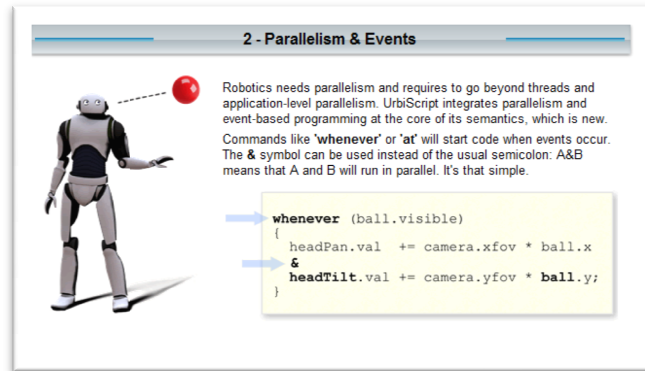 2 - Parallelism & Events
Robotics needs parallelism and requires to go beyond threads and
application-level parallelism. UrbiScript integrates parallelism and
event-based programming at the core of its semantics, which is new.
Commands like 'whenever' or 'at' will start code when events occur.
The & symbol can be used instead of the usual semicolon: A&B
means that A and B will run in parallel. It's that simple.
whenever (ball.visible)
{
headPan.val += camera.xfov * ball.x
&
headTilt.val += camera.yfov * ball.y;
}